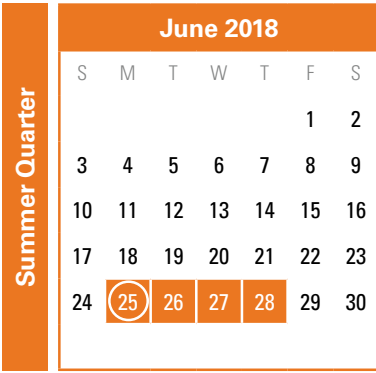 Summer Quarter
June 2018
S M T W T F S
1 2
3 4 5 6 7 8 9
10 11 12 13 14 15 16
17 18 19 20 21 22 23
24 25 26 27 28 29 30